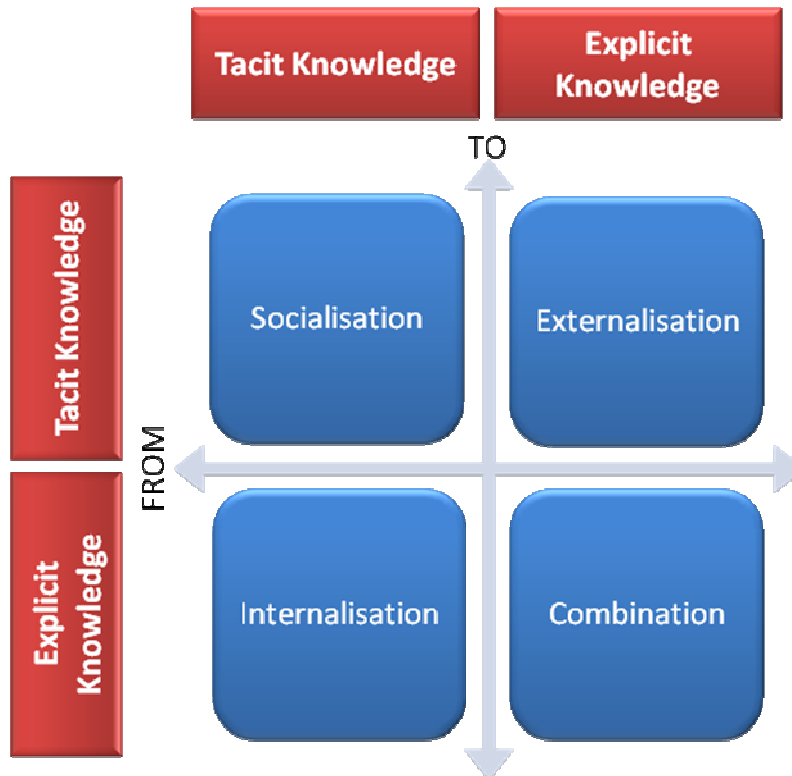 Tacit Knowledge
Explicit
Knowledge
TO
Tacit Knowledge
Socialisation
Externalisation
FROM
Explicit
Knowledge
Internalisation
Combination